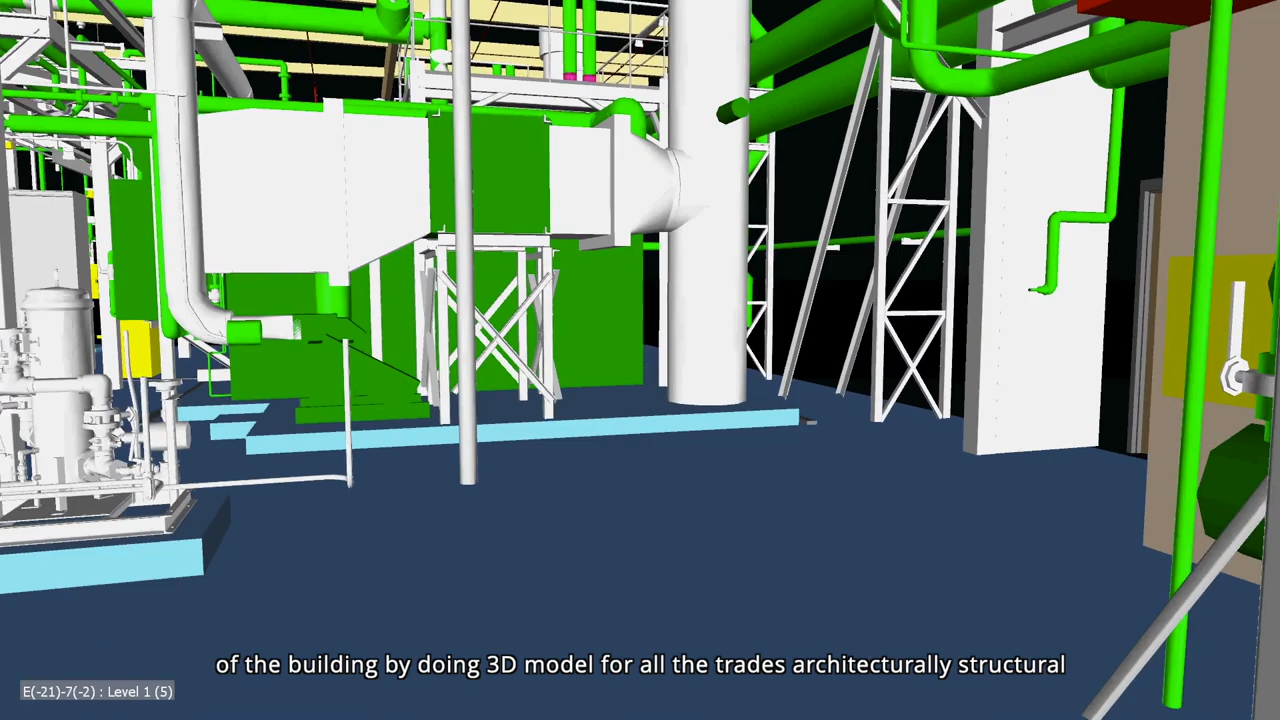 of the building by doing 3D model for all the trades architecturally structural
E(-21)-7(-2) : Level 1 (5)